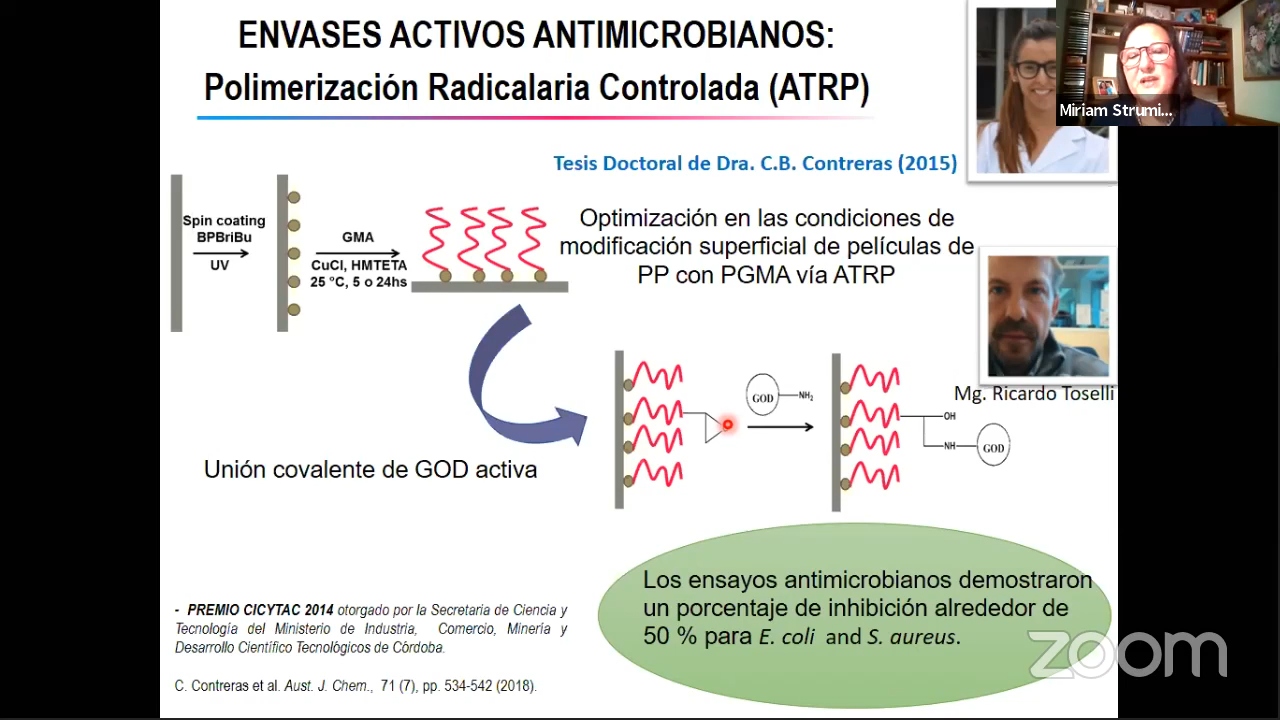 ENVASES ACTIVOS ANTIMICROBIANOS:
Polimerización Radicalaria Controlada (ATRP)
Miriam Strumi...
Tesis Doctoral de Dra. C.B. Contreras (2015)
Spin coating
BPBriBu
UV
GMA
CuCl, HMTETA
25 °C, 5 o 24hs
Optimización en las condiciones de
modificación superficial de películas de
PP con PGMA vía ATRP
Mg. Ricardo Toselli
GOD
NH2
OH
NH
GOD
Unión covalente de GOD activa
Los ensayos antimicrobianos demostraron
un porcentaje de inhibición alrededor de
50 % para E. coli and S. aureus.
- PREMIO CICYTAC 2014 otorgado por la Secretaria de Ciencia y
Tecnología del Ministerio de Industria, Comercio, Minería y
Desarrollo Científico Tecnológicos de Córdoba.
C. Contreras et al. Aust. J. Chem., 71 (7), pp. 534-542 (2018).
zoom